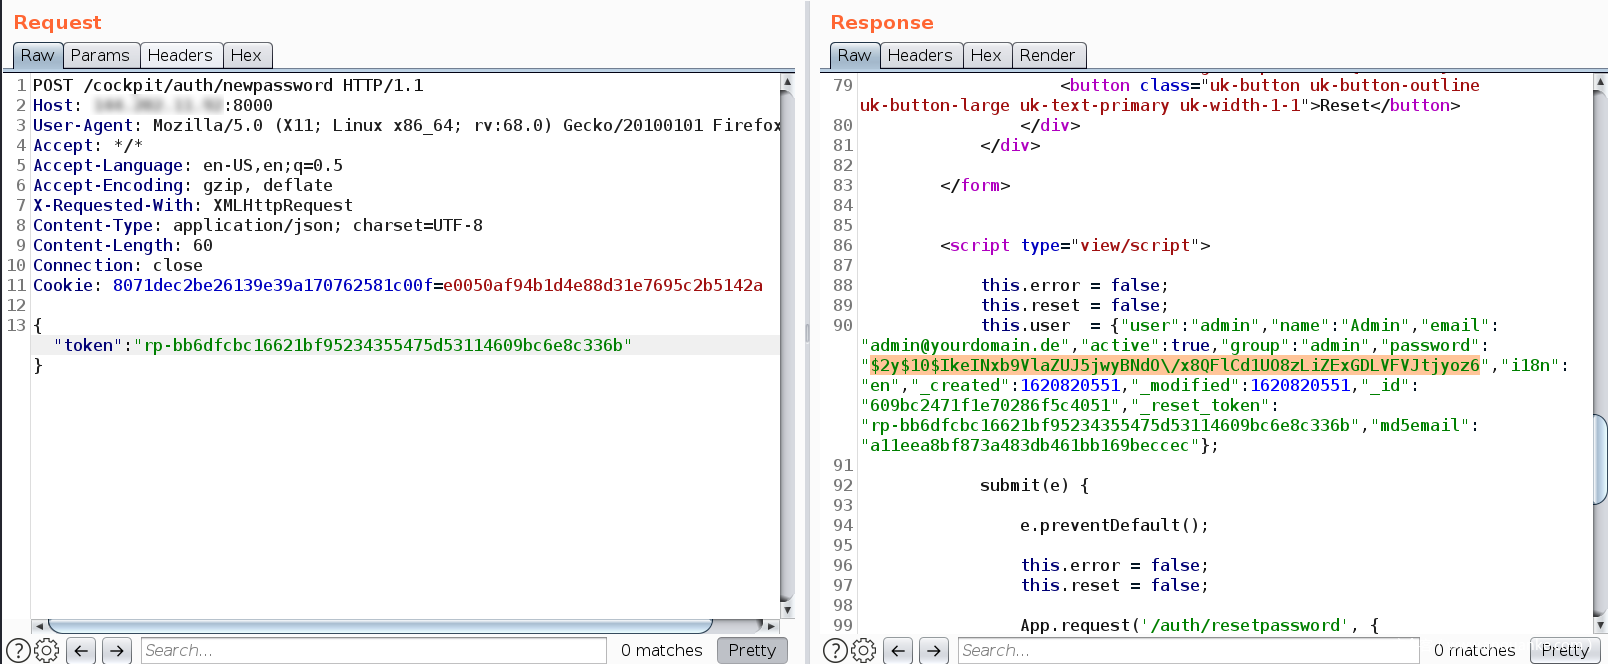 Request
Raw Params Headers Hex
1 POST /cockpit/auth/newpassword HTTP/1.1
2 Host: :8000
3 User-Agent: Mozilla/5.0 (X11; Linux x86_64; rv:68.0) Gecko/20100101 Firefox
4 Accept: */*
5 Accept-Language: en-US,en;q=0.5
6 Accept-Encoding: gzip, deflate
7 X-Requested-With: XMLHttpRequest
8 Content-Type: application/json; charset=UTF-8
9 Content-Length: 60
10 Connection: close
11 Cookie: 8071dec2be26139e39a170762581c00f=e0050af94b1d4e88d31e7695c2b5142a
12
13 {
"token":"rp-bb6dfcbc16621bf95234355475d53114609bc6e8c336b"
}
Search...
0 matches
Pretty
Response
Raw Headers Hex Render
79 <button class="uk-button uk-button-outline
uk-button-large uk-text-primary uk-width-1-1">Reset</button>
80 </div>
81 </div>
82
83 </form>
84
85
86 <script type="view/script">
87
88 this.error = false;
89 this.reset = false;
90 this.user  = {"user":"admin","name":"Admin","email":
"admin@yourdomain.de","active":true,"group":"admin","password":
"$2y$10$IkeINxb9VlaZUJ5jwyBNdO\/x8QFlCd1UO8zLiZExGDLVFVJtjyoz6","i18n":
"en","_created":1620820551,"_modified":1620820551,"_id":
"609bc2471f1e70286f5c4051","_reset_token":
"rp-bb6dfcbc16621bf95234355475d53114609bc6e8c336b","md5email":
"a11eea8bf873a483db461bb169beccec"};
91
92 submit(e) {
93
94 e.preventDefault();
95
96 this.error = false;
97 this.reset = false;
98
99 App.request('/auth/resetpassword', {
Search...
0 matches
Pretty